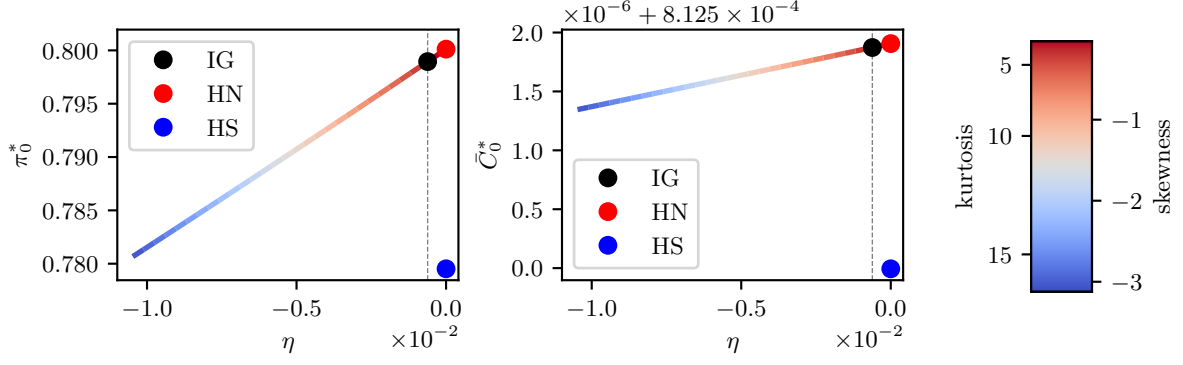 0.800
0.795
0.790
0.785
0.780
π₀*
IG
HN
HS
−1.0
−0.5
0.0
×10⁻²
η
×10⁻⁶ + 8.125 × 10⁻⁴
2.0
1.5
1.0
0.5
0.0
C̄₀*
IG
HN
HS
−1.0
−0.5
0.0
×10⁻²
η
5
10
15
kurtosis
−1
−2
−3
skewness